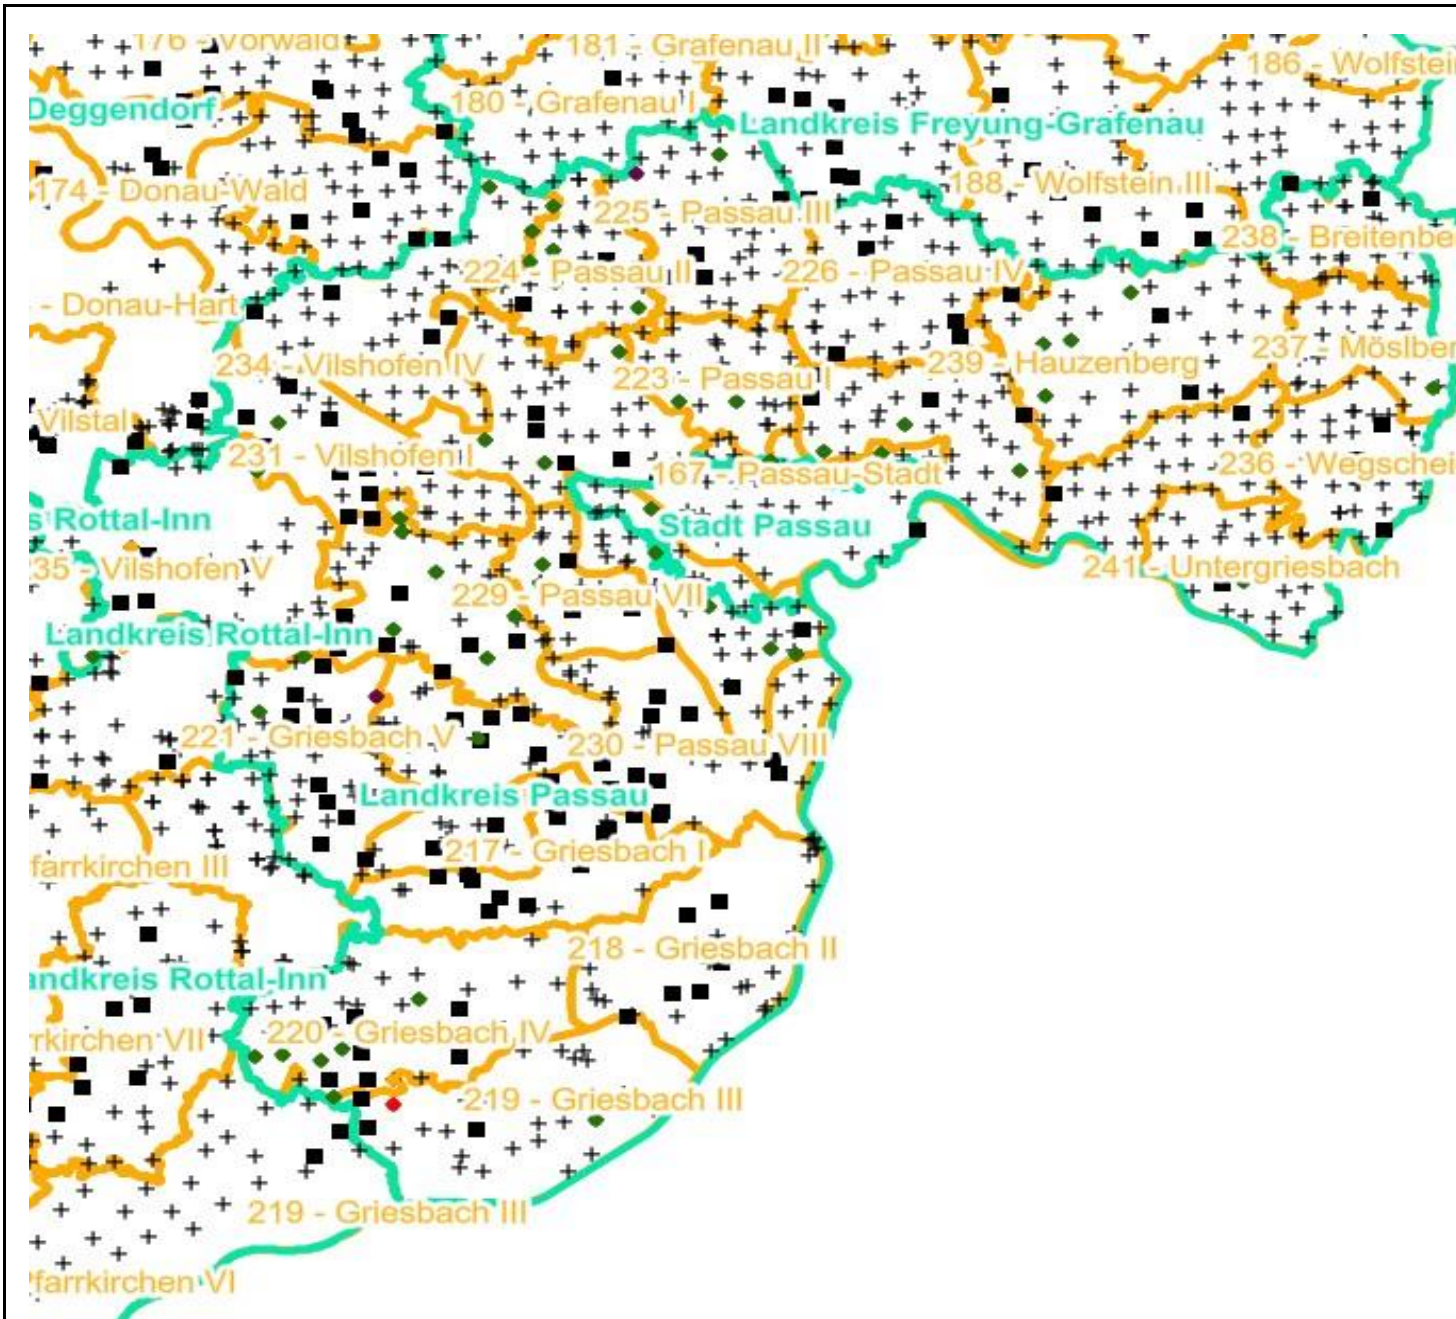 176 - Vorwald
181 - Grafenau II
186 - Wolfstei
180 - Grafenau I
Deggendorf
Landkreis Freyung-Grafenau
174 - Donau-Wald
188 - Wolfstein III
225 - Passau III
238 - Breitenbe
224 - Passau II
226 - Passau IV
- Donau-Hart
234 - Vilshofen IV
239 - Hauzenberg
237 - Möslber
223 - Passau I
Vilstal
231 - Vilshofen I
167 - Passau-Stadt
236 - Wegschei
s Rottal-Inn
Stadt Passau
35 - Vilshofen V
241 - Untergriesbach
229 - Passau VII
Landkreis Rottal-Inn
221 - Griesbach V
230 - Passau VIII
Landkreis Passau
217 - Griesbach I
farrkirchen III
218 - Griesbach II
andkreis Rottal-Inn
220 - Griesbach IV
rrkirchen VII
219 - Griesbach III
219 - Griesbach III
Pfarrkirchen VI